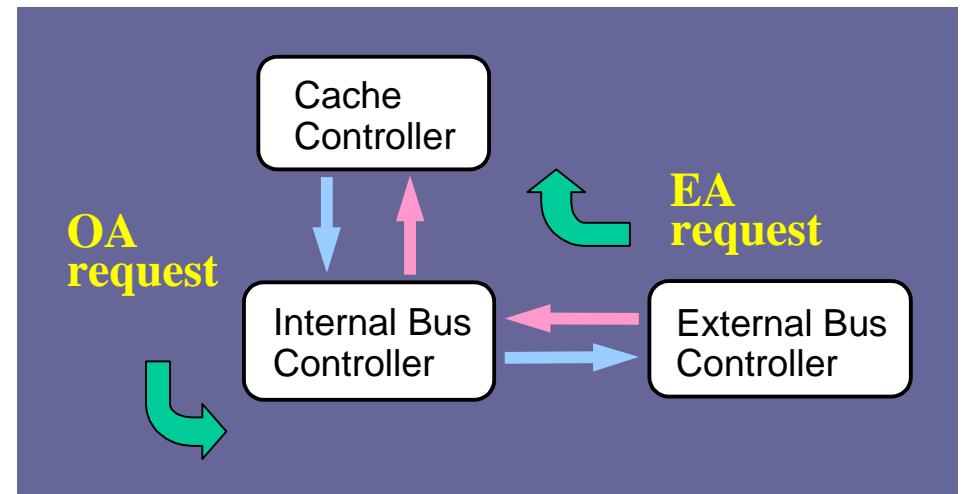 Cache
Controller
OA
request
EA
request
Internal Bus
Controller
External Bus
Controller